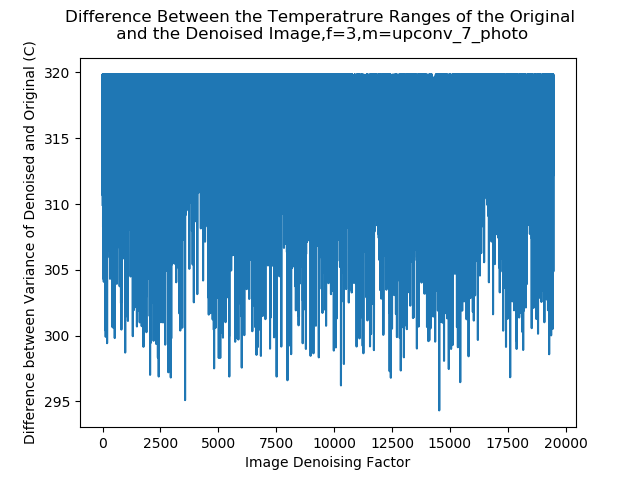 Difference Between the Temperatrure Ranges of the Original
and the Denoised Image,f=3,m=upconv_7_photo
Difference between Variance of Denoised and Original (C)
320
315
310
305
300
295
0 2500 5000 7500 10000 12500 15000 17500 20000
Image Denoising Factor